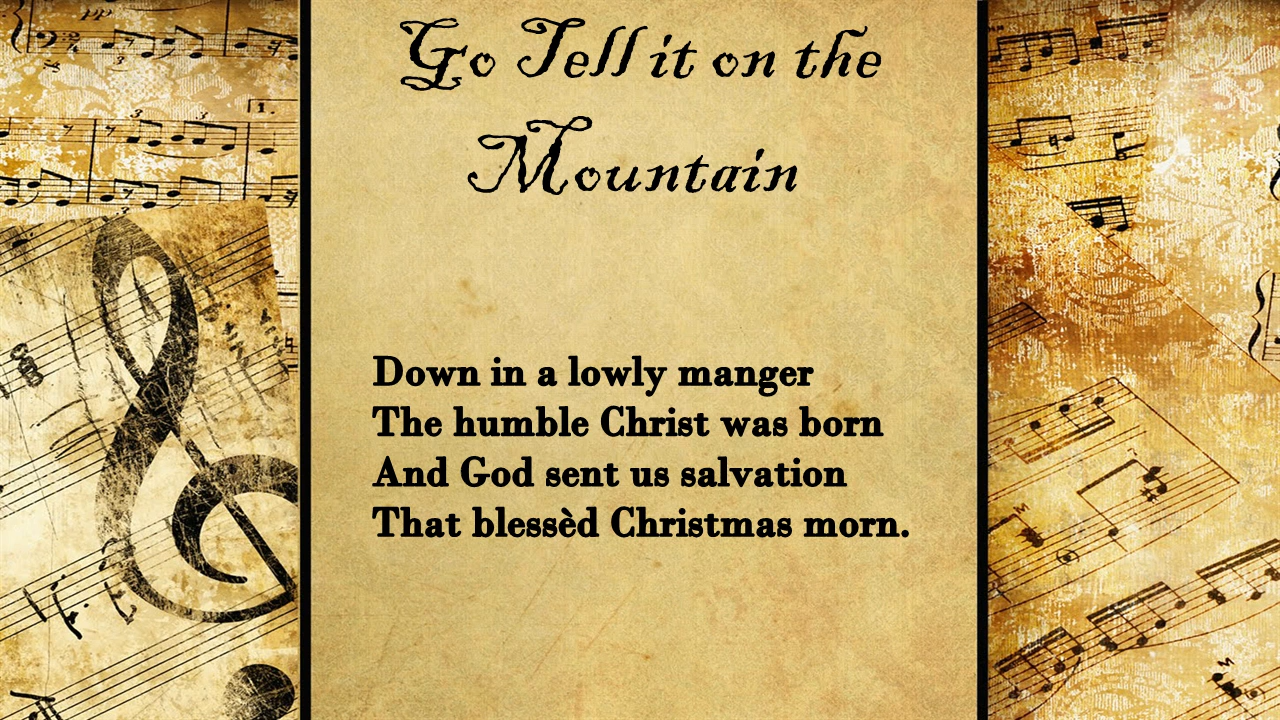 Go Tell it on the
Mountain
Down in a lowly manger
The humble Christ was born
And God sent us salvation
That blessèd Christmas morn.